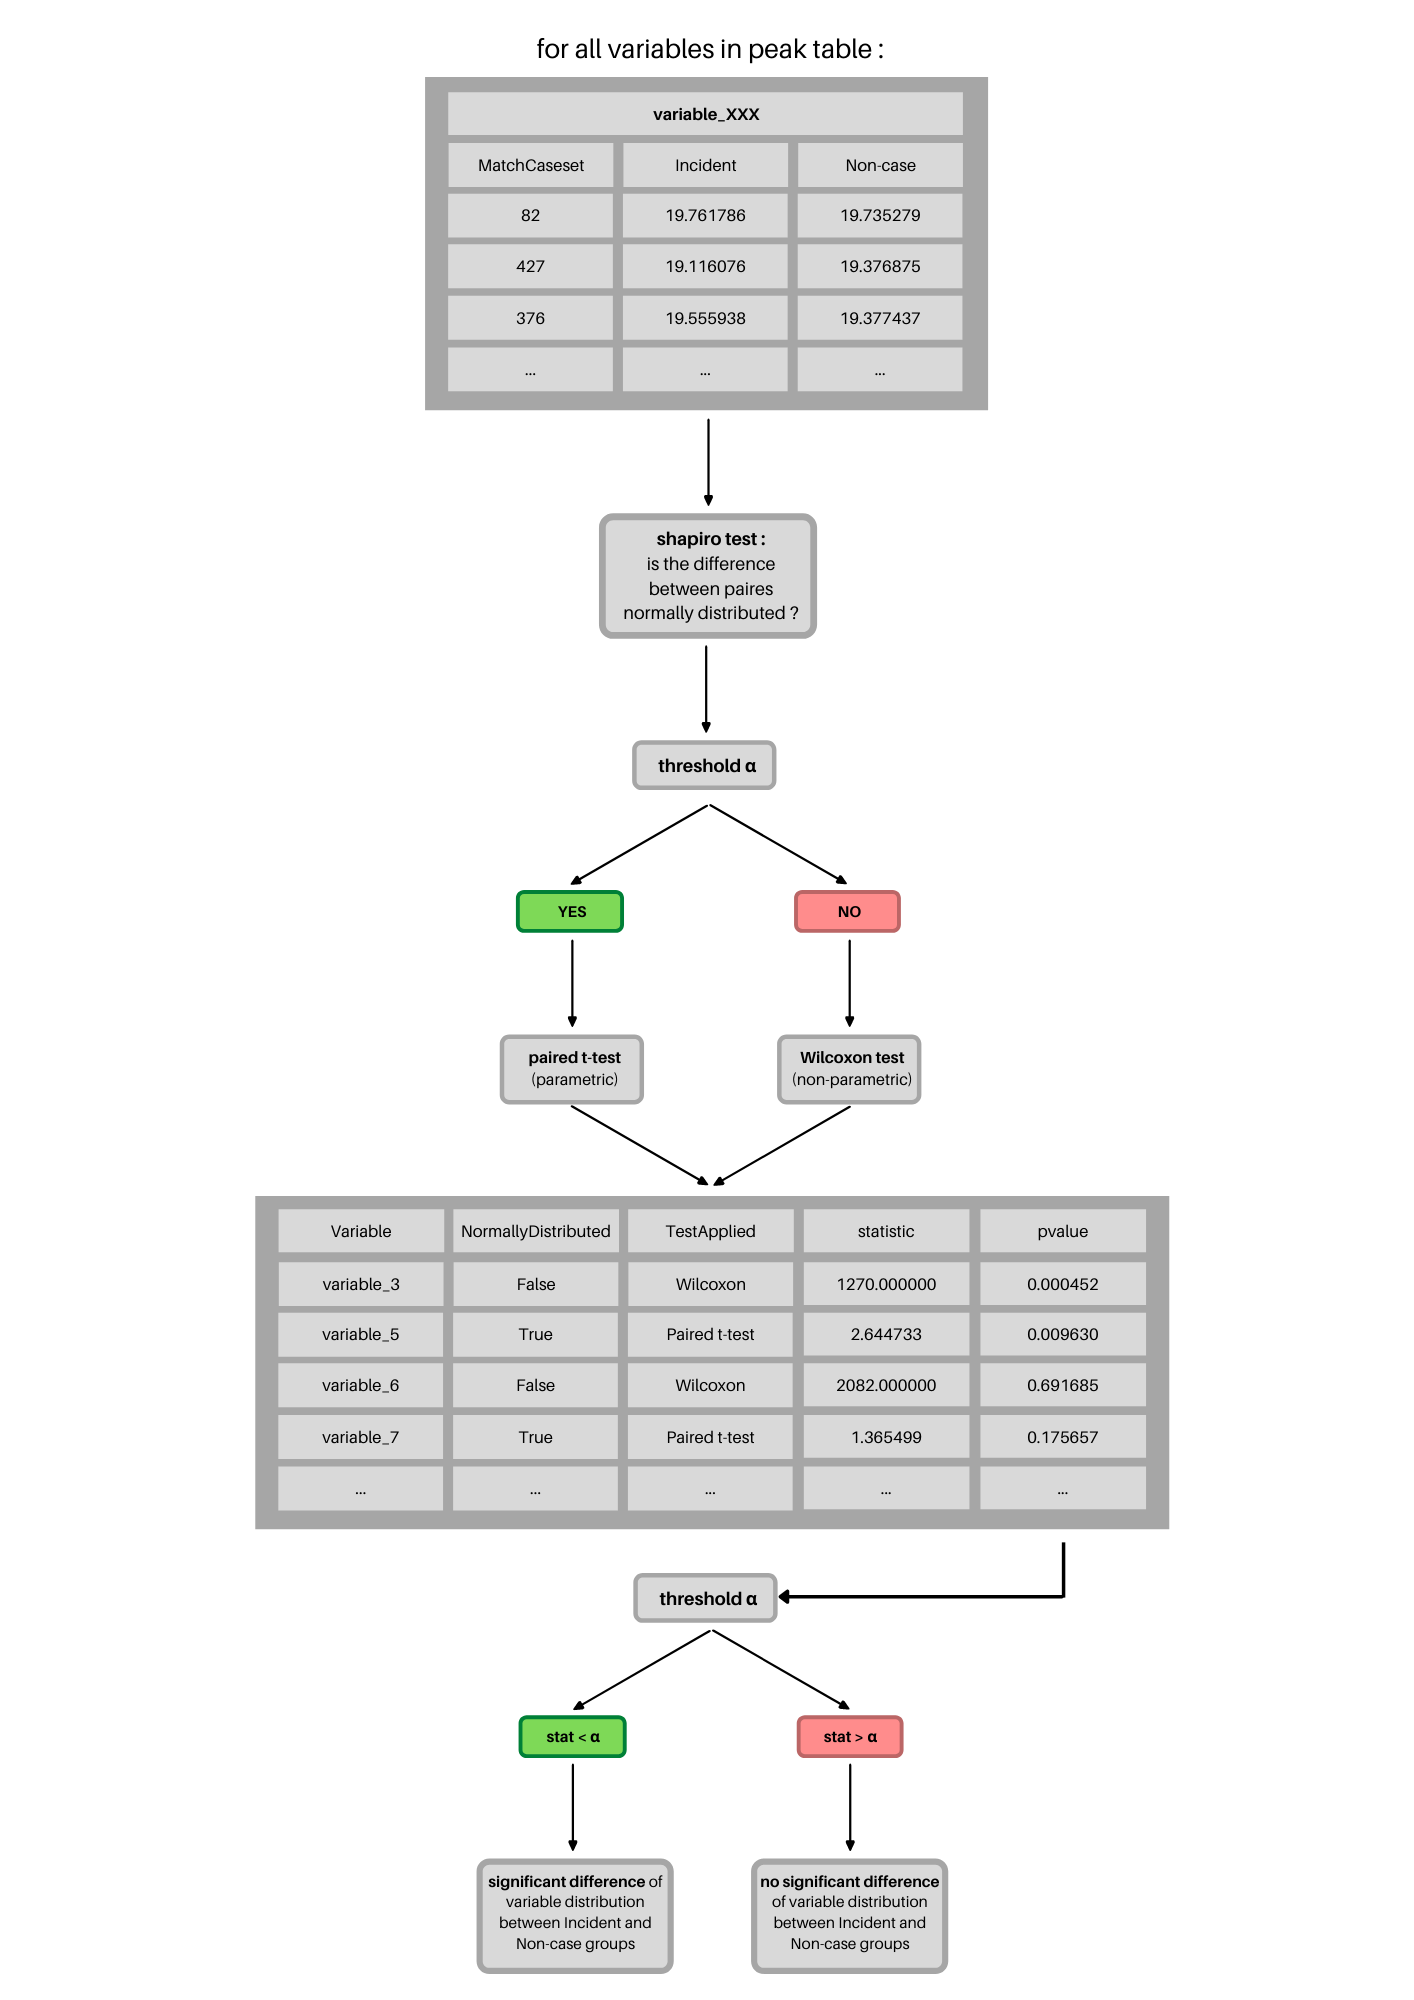 for all variables in peak table :
variable_XXX
MatchCaseset Incident Non-case
82 19.761786 19.735279
427 19.116076 19.376875
376 19.555938 19.377437
... ... ...
shapiro test :
is the difference
between paires
normally distributed ?
threshold α
YES NO
paired t-test Wilcoxon test
(parametric) (non-parametric)
Variable NormallyDistributed TestApplied statistic pvalue
variable_3 False Wilcoxon 1270.000000 0.000452
variable_5 True Paired t-test 2.644733 0.009630
variable_6 False Wilcoxon 2082.000000 0.691685
variable_7 True Paired t-test 1.365499 0.175657
... ... ... ... ...
threshold α
stat < α stat > α
significant difference of
variable distribution
between Incident and
Non-case groups
no significant difference
of variable distribution
between Incident and
Non-case groups